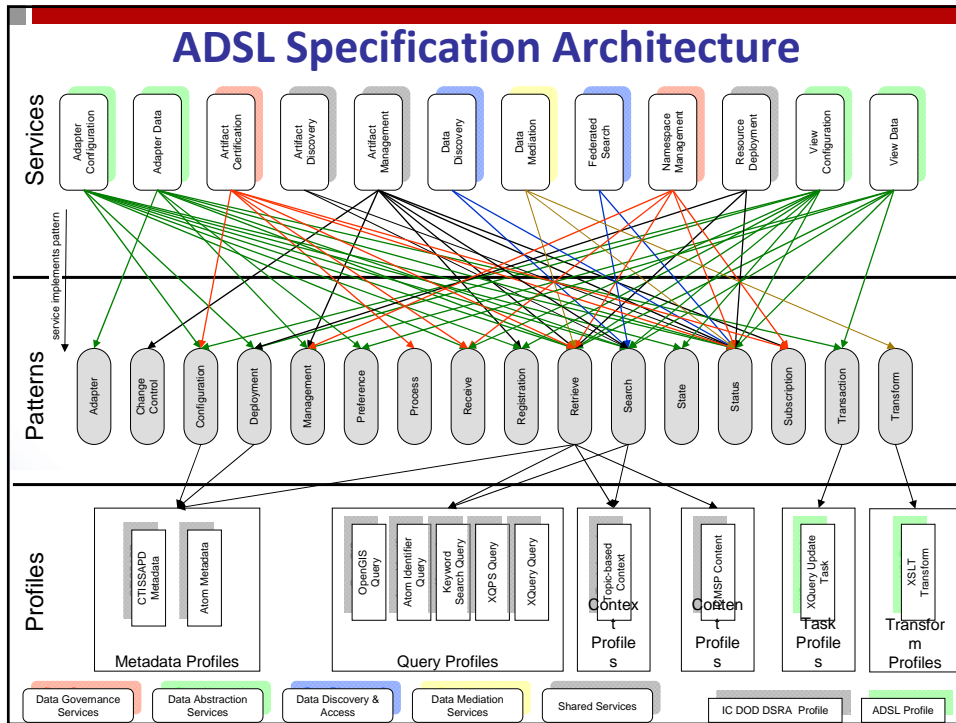 ADSL Specification Architecture
Services
Adapter
Configuration
Adapter Data
Artifact
Certification
Artifact
Discovery
Artifact
Management
Data
Discovery
Data
Mediation
Federated
Search
Namespace
Management
Resource
Deployment
View
Configuration
View Data
service implements pattern
Patterns
Adapter
Change
Control
Configuration
Deployment
Management
Preference
Process
Receive
Registration
Retrieve
Search
State
Status
Subscription
Transaction
Transform
Profiles
CTISSAPD
Metadata
Atom Metadata
Metadata Profiles
OpenGIS
Query
Atom Identifier
Query
Keyword
Search Query
XQPS Query
XQuery Query
Query Profiles
Topic-based
Context
Contex
t
Profile
s
MSP Content
Conten
t
Profile
s
XQuery Update
Task
Task
Profile
s
XSLT
Transform
Transfor
m
Profiles
Data Governance
Services
Data Abstraction
Services
Data Discovery &
Access
Data Mediation
Services
Shared Services
IC DOD DSRA Profile
ADSL Profile